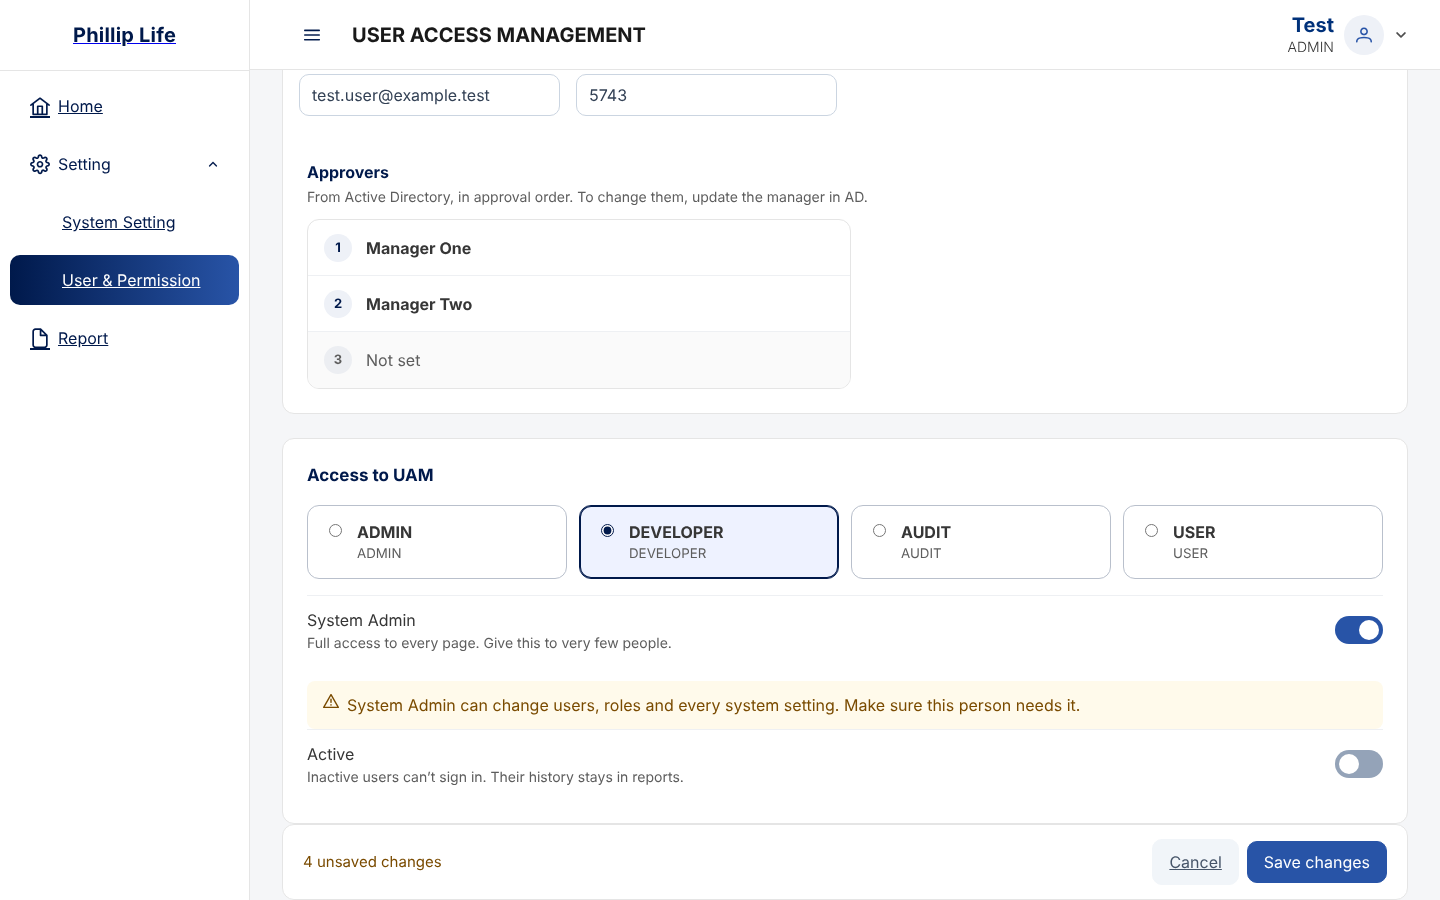 Phillip Life
USER ACCESS MANAGEMENT
Test
ADMIN
Home
Setting
System Setting
User & Permission
Report
test.user@example.test
5743
Approvers
From Active Directory, in approval order. To change them, update the manager in AD.
1 Manager One
2 Manager Two
3 Not set
Access to UAM
ADMIN
ADMIN
DEVELOPER
DEVELOPER
AUDIT
AUDIT
USER
USER
System Admin
Full access to every page. Give this to very few people.
System Admin can change users, roles and every system setting. Make sure this person needs it.
Active
Inactive users can’t sign in. Their history stays in reports.
4 unsaved changes
Cancel
Save changes